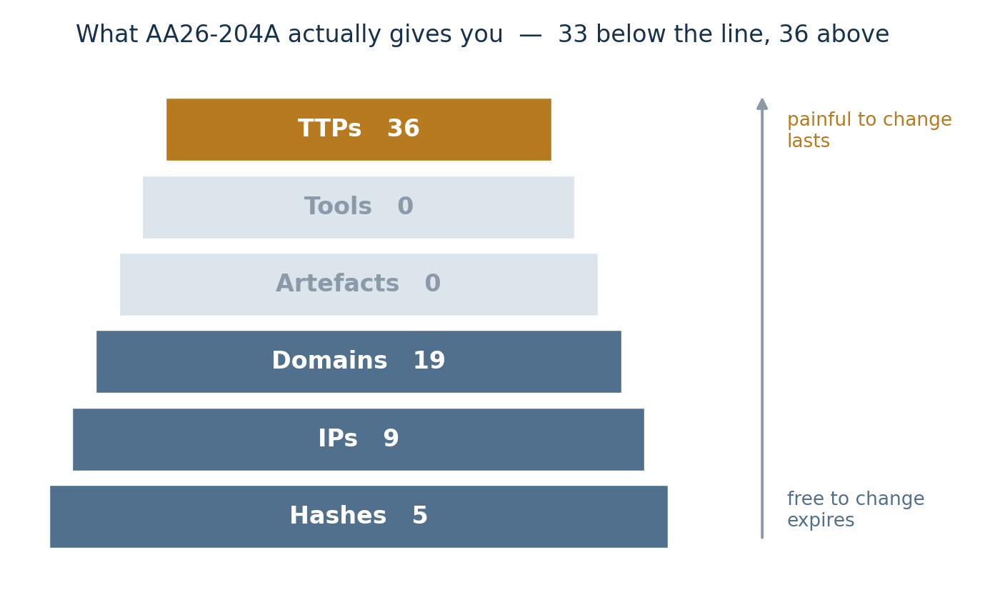 What AA26-204A actually gives you — 33 below the line, 36 above
TTPs 36
painful to change
lasts
Tools 0
Artefacts 0
Domains 19
IPs 9
Hashes 5
free to change
expires